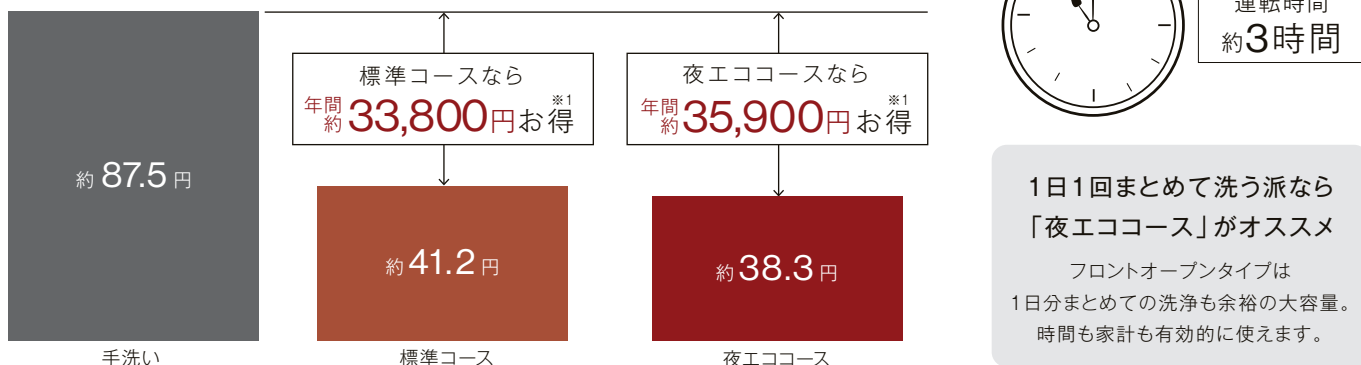 約 87.5 円
手洗い
標準コースなら
年間約 33,800円お得※1
約 41.2 円
標準コース
夜エココースなら
年間約 35,900円お得※1
約 38.3 円
夜エココース
運転時間
約3時間
1日1回まとめて洗う派なら
「夜エココース」がオススメ
フロントオープンタイプは
1日分まとめての洗浄も余裕の大容量。
時間も家計も有効的に使えます。